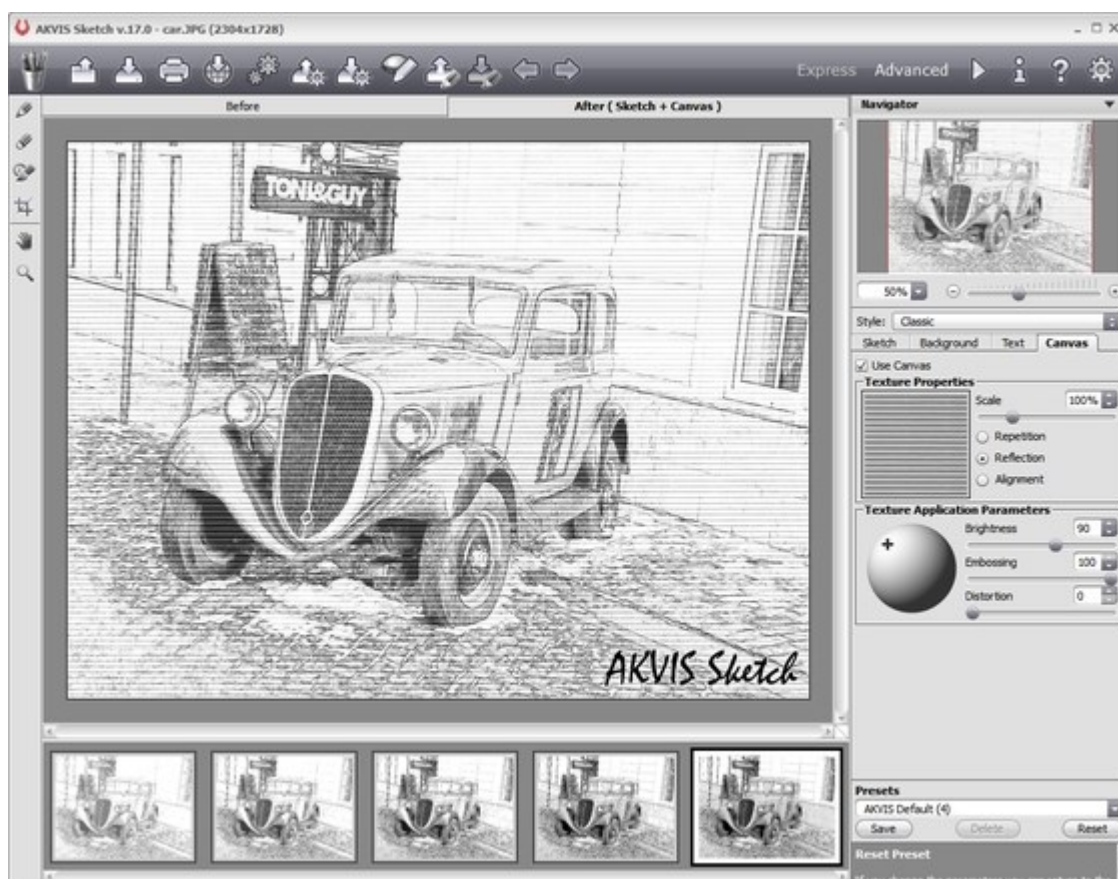 AKVIS Sketch v.17.0 - car.JPG (2304x1728)
Express Advanced
Before
After ( Sketch + Canvas )
Navigator
TONI&GUY
50%
Style: Classic
Sketch Background Text Canvas
Use Canvas
Texture Properties
Scale 100%
Repetition
Reflection
Alignment
Texture Application Parameters
Brightness 90
Embossing 100
Distortion 0
AKVIS Sketch
Presets
AKVIS Default (4)
Save Delete Reset
Reset Preset